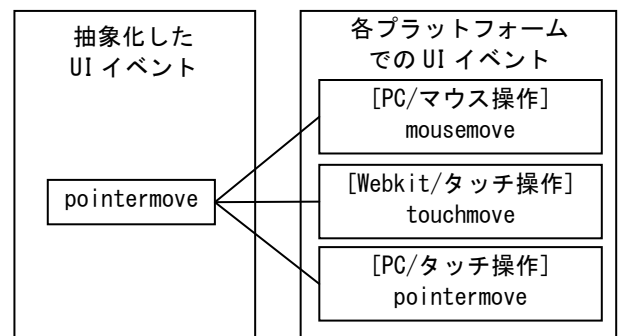 抽象化した
UI イベント
各プラットフォーム
での UI イベント
[PC/マウス操作]
mousemove
pointermove
[Webkit/タッチ操作]
touchmove
[PC/タッチ操作]
pointermove